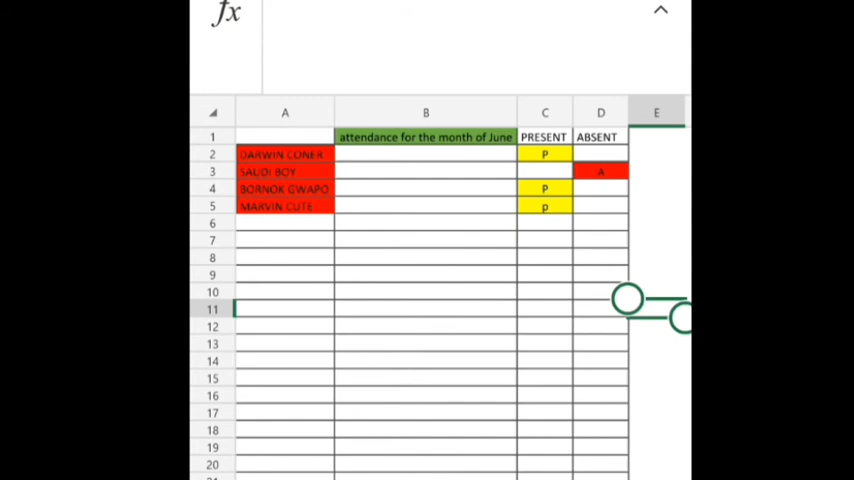 fx
A B C D E
1 attendance for the month of June PRESENT ABSENT
2 DARWIN CONER P
3 SAUDI BOY A
4 BORNOK GWAPO P
5 MARVIN CUTE p
6
7
8
9
10
11
12
13
14
15
16
17
18
19
20